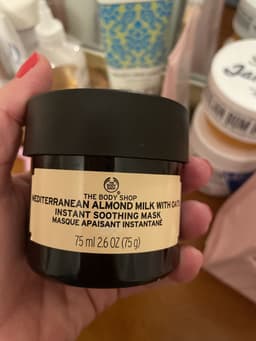 THE BODY SHOP®
MEDITERRANEAN ALMOND MILK WITH OATS
INSTANT SOOTHING MASK
MASQUE APAISANT INSTANTANÉ
75 ml 2.6 OZ (75 g)